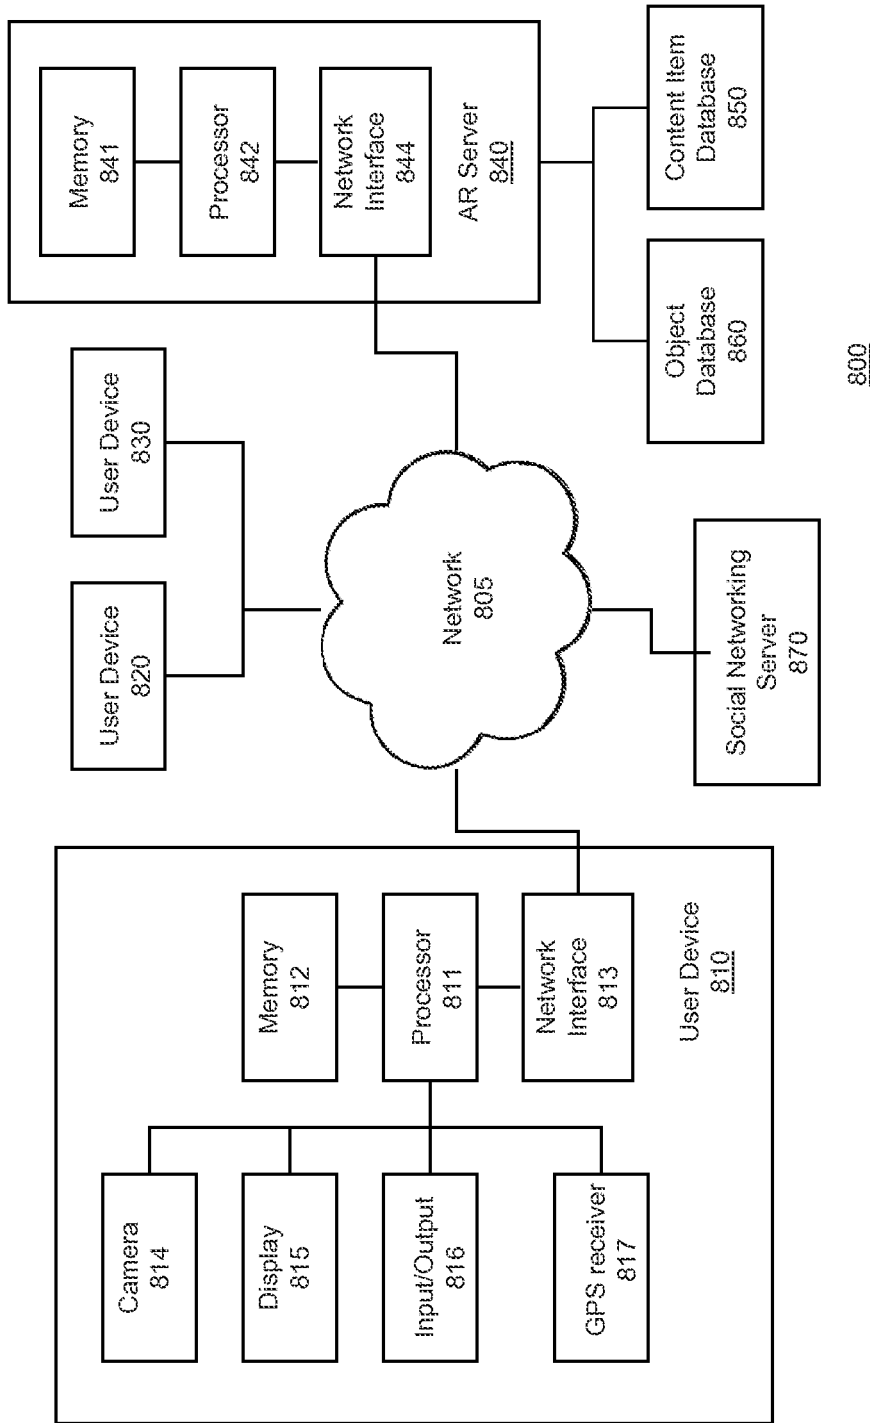 Camera
814
Display
815
Input/Output
816
GPS receiver
817
Memory
812
Processor
811
Network
Interface
813
User Device
810
User Device
820
User Device
830
Network
805
Social Networking
Server
870
Memory
841
Processor
842
Network
Interface
844
AR Server
840
Object
Database
860
Content Item
Database
850
800